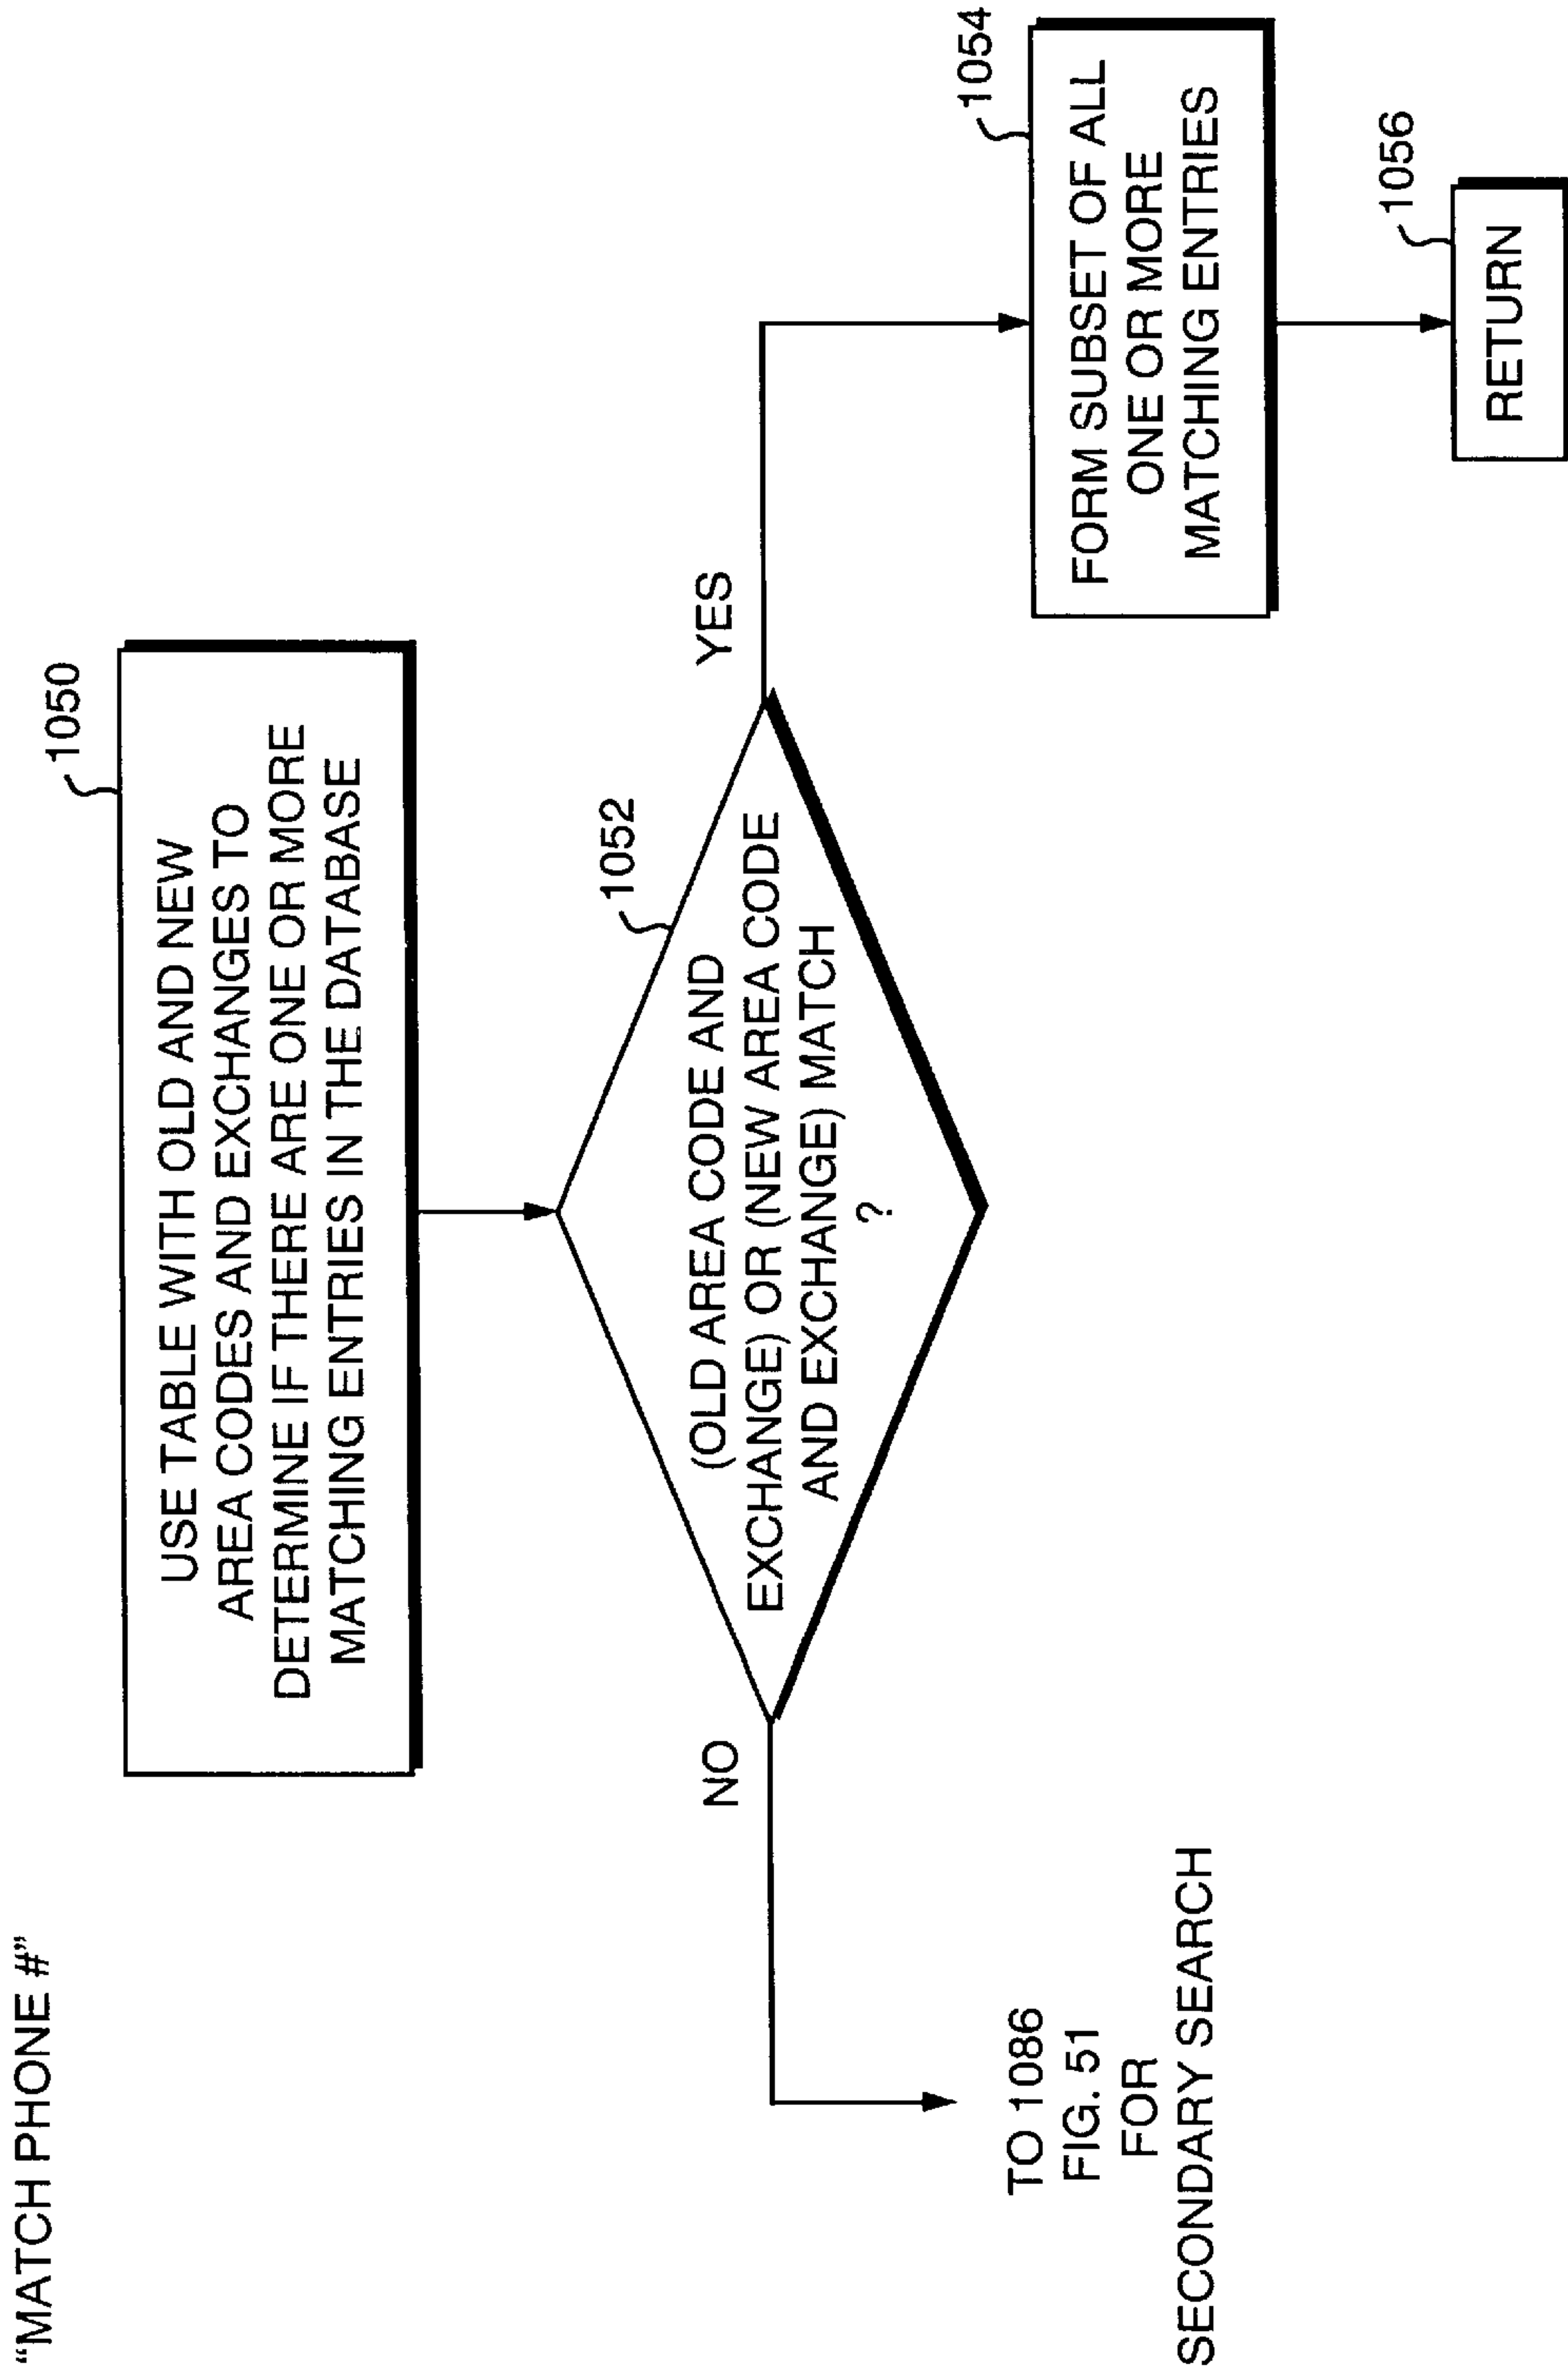 "MATCH PHONE #"
1050
USE TABLE WITH OLD AND NEW
AREA CODES AND EXCHANGES TO
DETERMINE IF THERE ARE ONE OR MORE
MATCHING ENTRIES IN THE DATABASE
1052
(OLD AREA CODE AND
EXCHANGE) OR (NEW AREA CODE
AND EXCHANGE) MATCH
?
NO
YES
TO 1086
FIG. 51
FOR
SECONDARY SEARCH
1054
FORM SUBSET OF ALL
ONE OR MORE
MATCHING ENTRIES
1056
RETURN